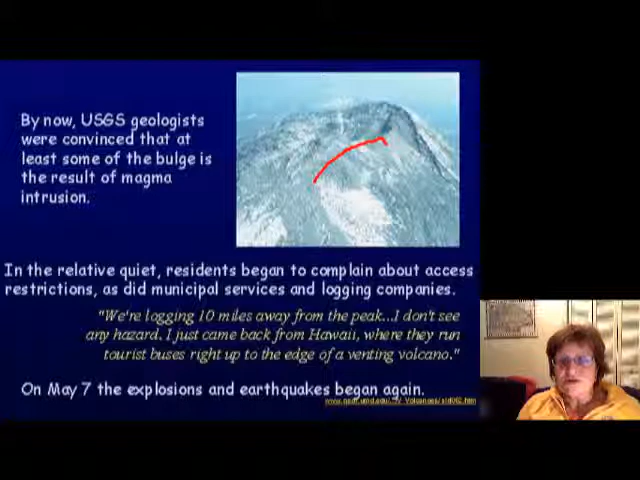 By now, USGS geologists
were convinced that at
least some of the bulge is
the result of magma
intrusion.
In the relative quiet, residents began to complain about access
restrictions, as did municipal services and logging companies.
"We're logging 10 miles away from the peak...I don't see
any hazard. I just came back from Hawaii, where they run
tourist buses right up to the edge of a venting volcano."
On May 7 the explosions and earthquakes began again.